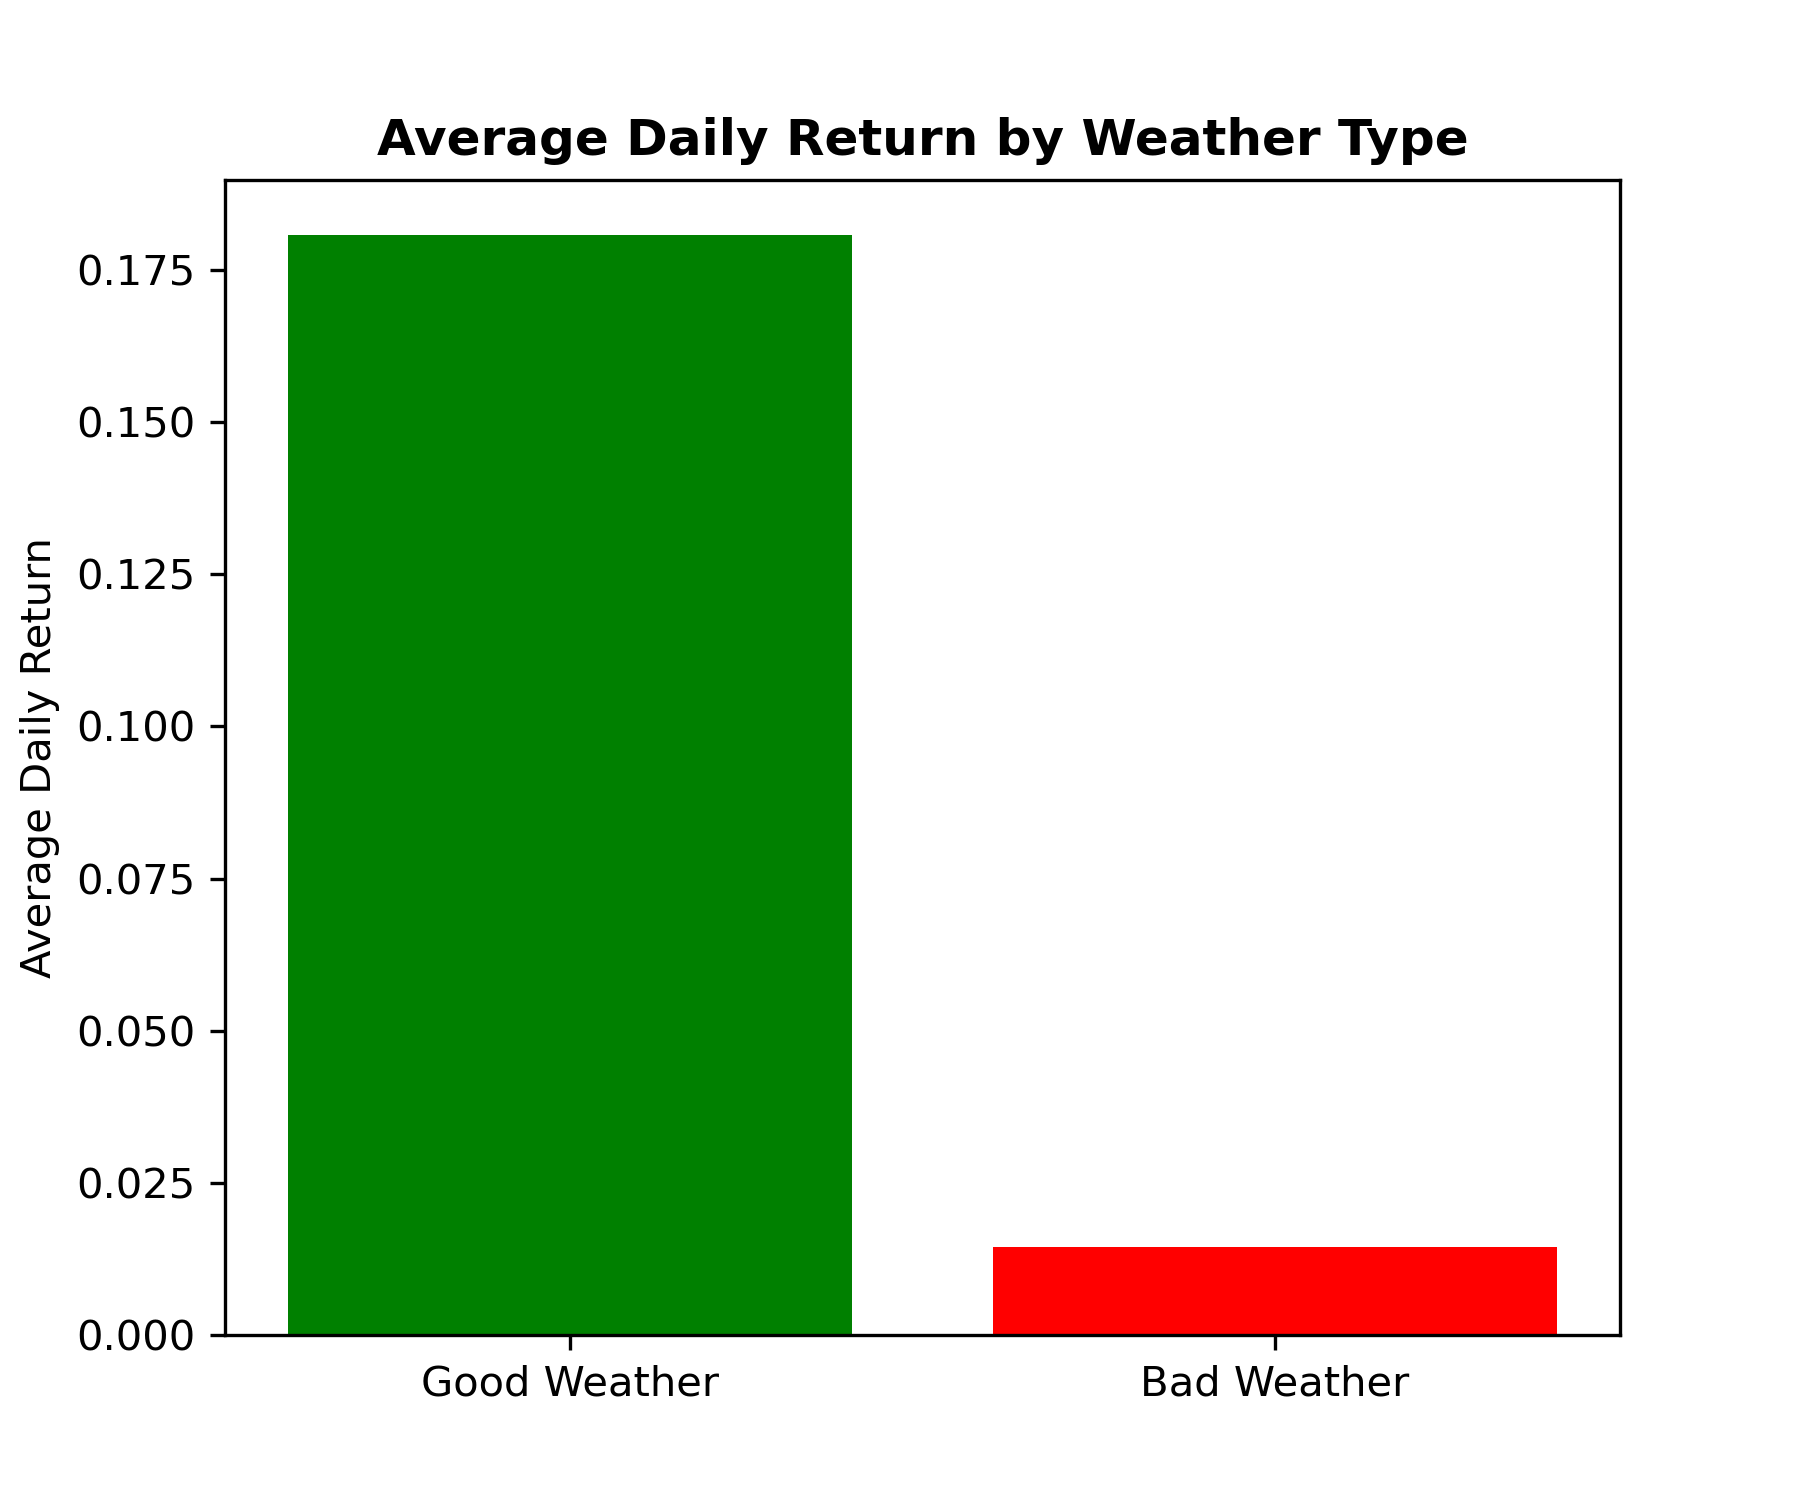 Average Daily Return by Weather Type
Average Daily Return
0.175
0.150
0.125
0.100
0.075
0.050
0.025
0.000
Good Weather
Bad Weather